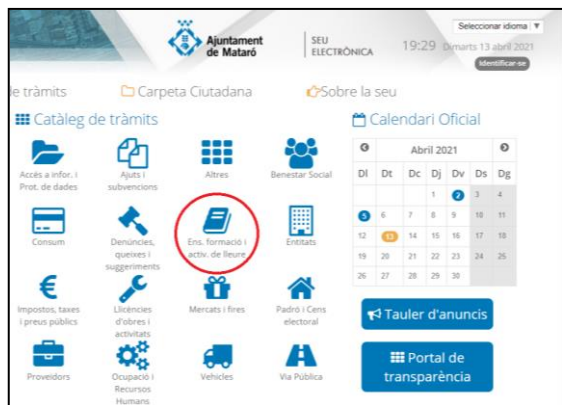 Seleccionar idioma ▼
Ajuntament de Mataró
SEU ELECTRÒNICA
19:29 Dimarts 13 abril 2021
Identificar-se
de tràmits
Carpeta Ciutadana
Sobre la seu
Catàleg de tràmits
Accés a infor. i Prot. de dades
Ajuts i subvencions
Altres
Benestar Social
Consum
Denúncies, queixes i suggeriments
Ens. formació i activ. de lleure
Entitats
Impostos, taxes i preus públics
Llicències d'obres i activitats
Mercats i fires
Padró i Cens electoral
Proveïdors
Ocupació i Recursos Humans
Vehicles
Via Pública
Calendari Oficial
Abril 2021
Dl Dt Dc Dj Dv Ds Dg
1 2 3 4
5 6 7 8 9 10 11
12 13 14 15 16 17 18
19 20 21 22 23 24 25
26 27 28 29 30
Tauler d'anuncis
Portal de transparència